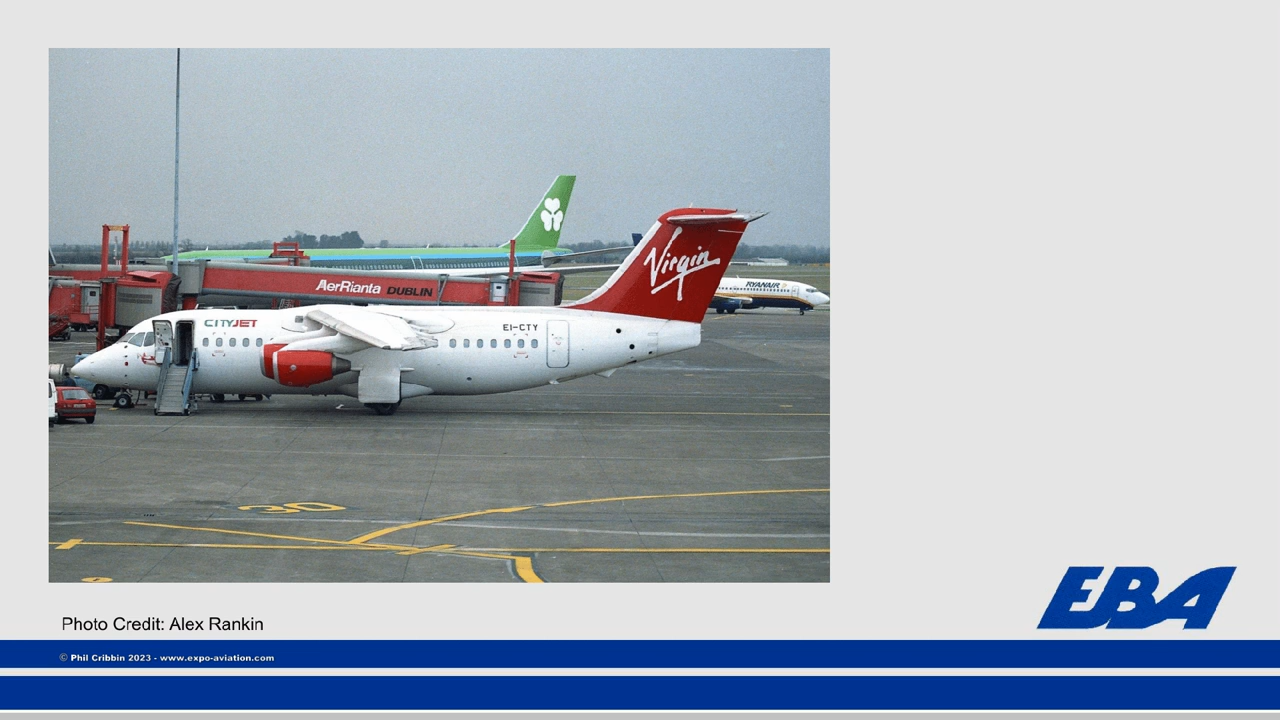 Virgin
AerRianta DUBLIN
RYANAIR
CITYJET
EI-CTY
30
EBA
Photo Credit: Alex Rankin
© Phil Cribbin 2023 - www.expo-aviation.com